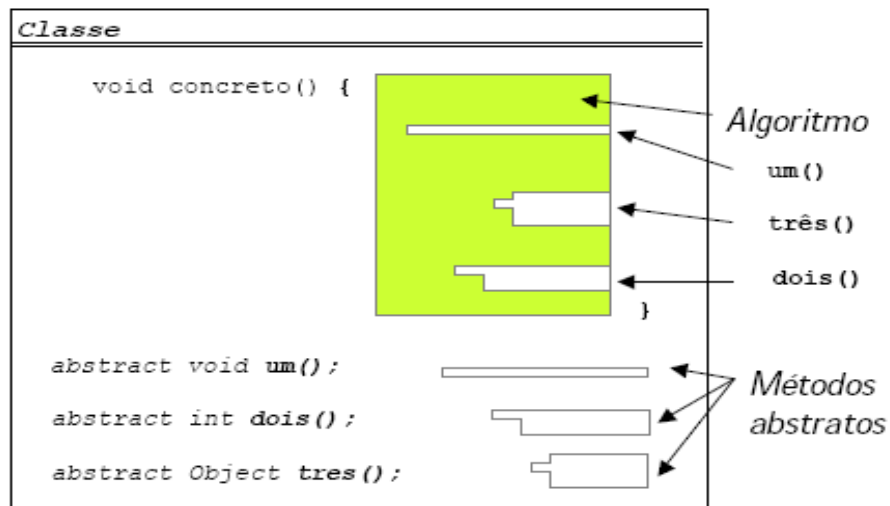 Classe
void concreto() {
Algoritmo
um()
três()
dois()
}
abstract void um();
abstract int dois();
abstract Object tres();
Métodos
abstratos